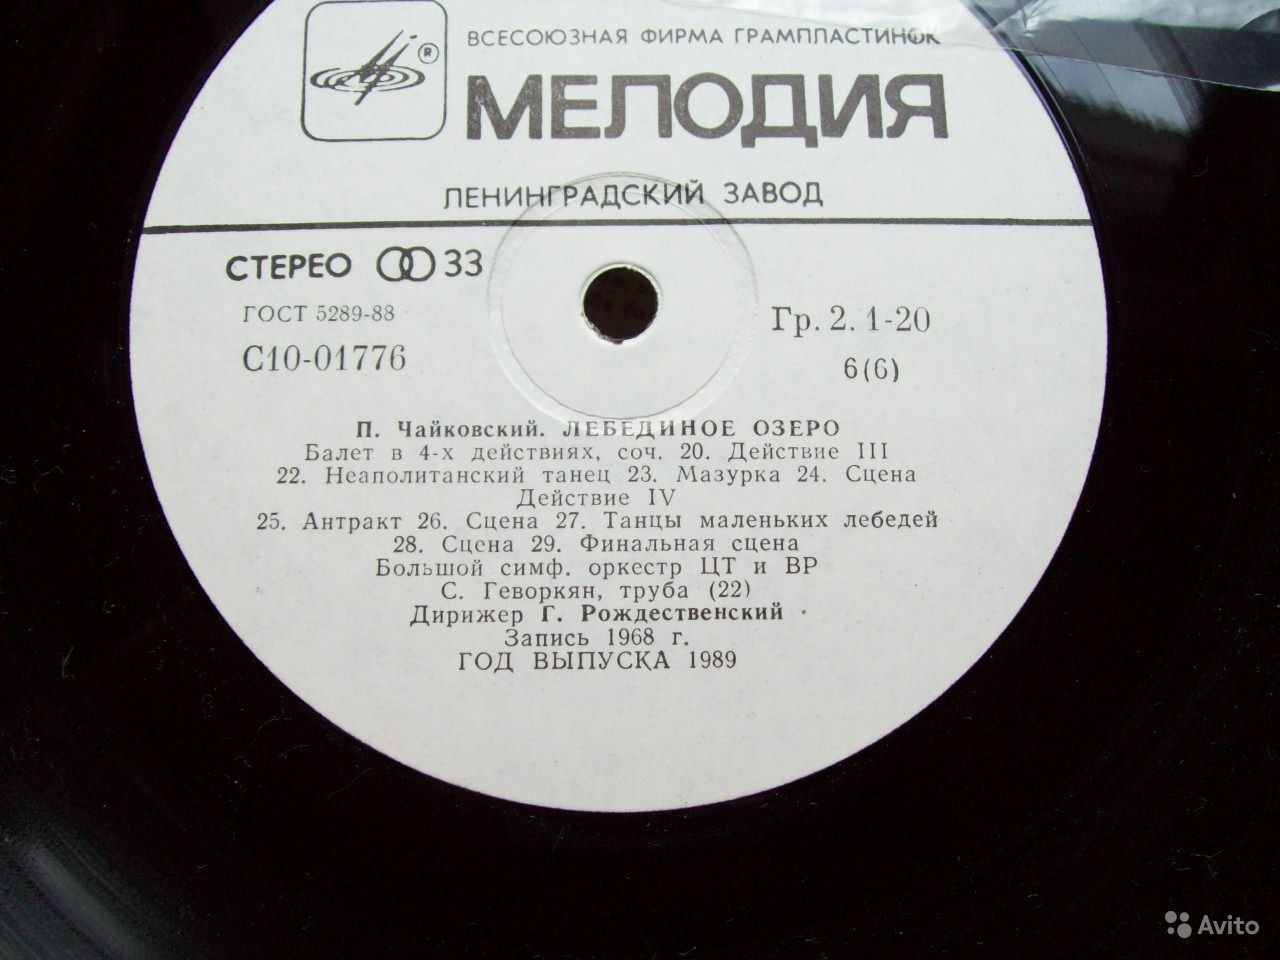 ®
ВСЕСОЮЗНАЯ ФИРМА ГРАМПЛАСТИНОК
МЕЛОДИЯ
ЛЕНИНГРАДСКИЙ ЗАВОД
СТЕРЕО 33
ГОСТ 5289-88
С10-01776
Гр. 2. 1-20
6(6)
П. Чайковский. ЛЕБЕДИНОЕ ОЗЕРО
Балет в 4-х действиях, соч. 20. Действие III
22. Неаполитанский танец 23. Мазурка 24. Сцена
Действие IV
25. Антракт 26. Сцена 27. Танцы маленьких лебедей
28. Сцена 29. Финальная сцена
Большой симф. оркестр ЦТ и ВР
С. Геворкян, труба (22)
Дирижер Г. Рождественский
Запись 1968 г.
ГОД ВЫПУСКА 1989
Avito